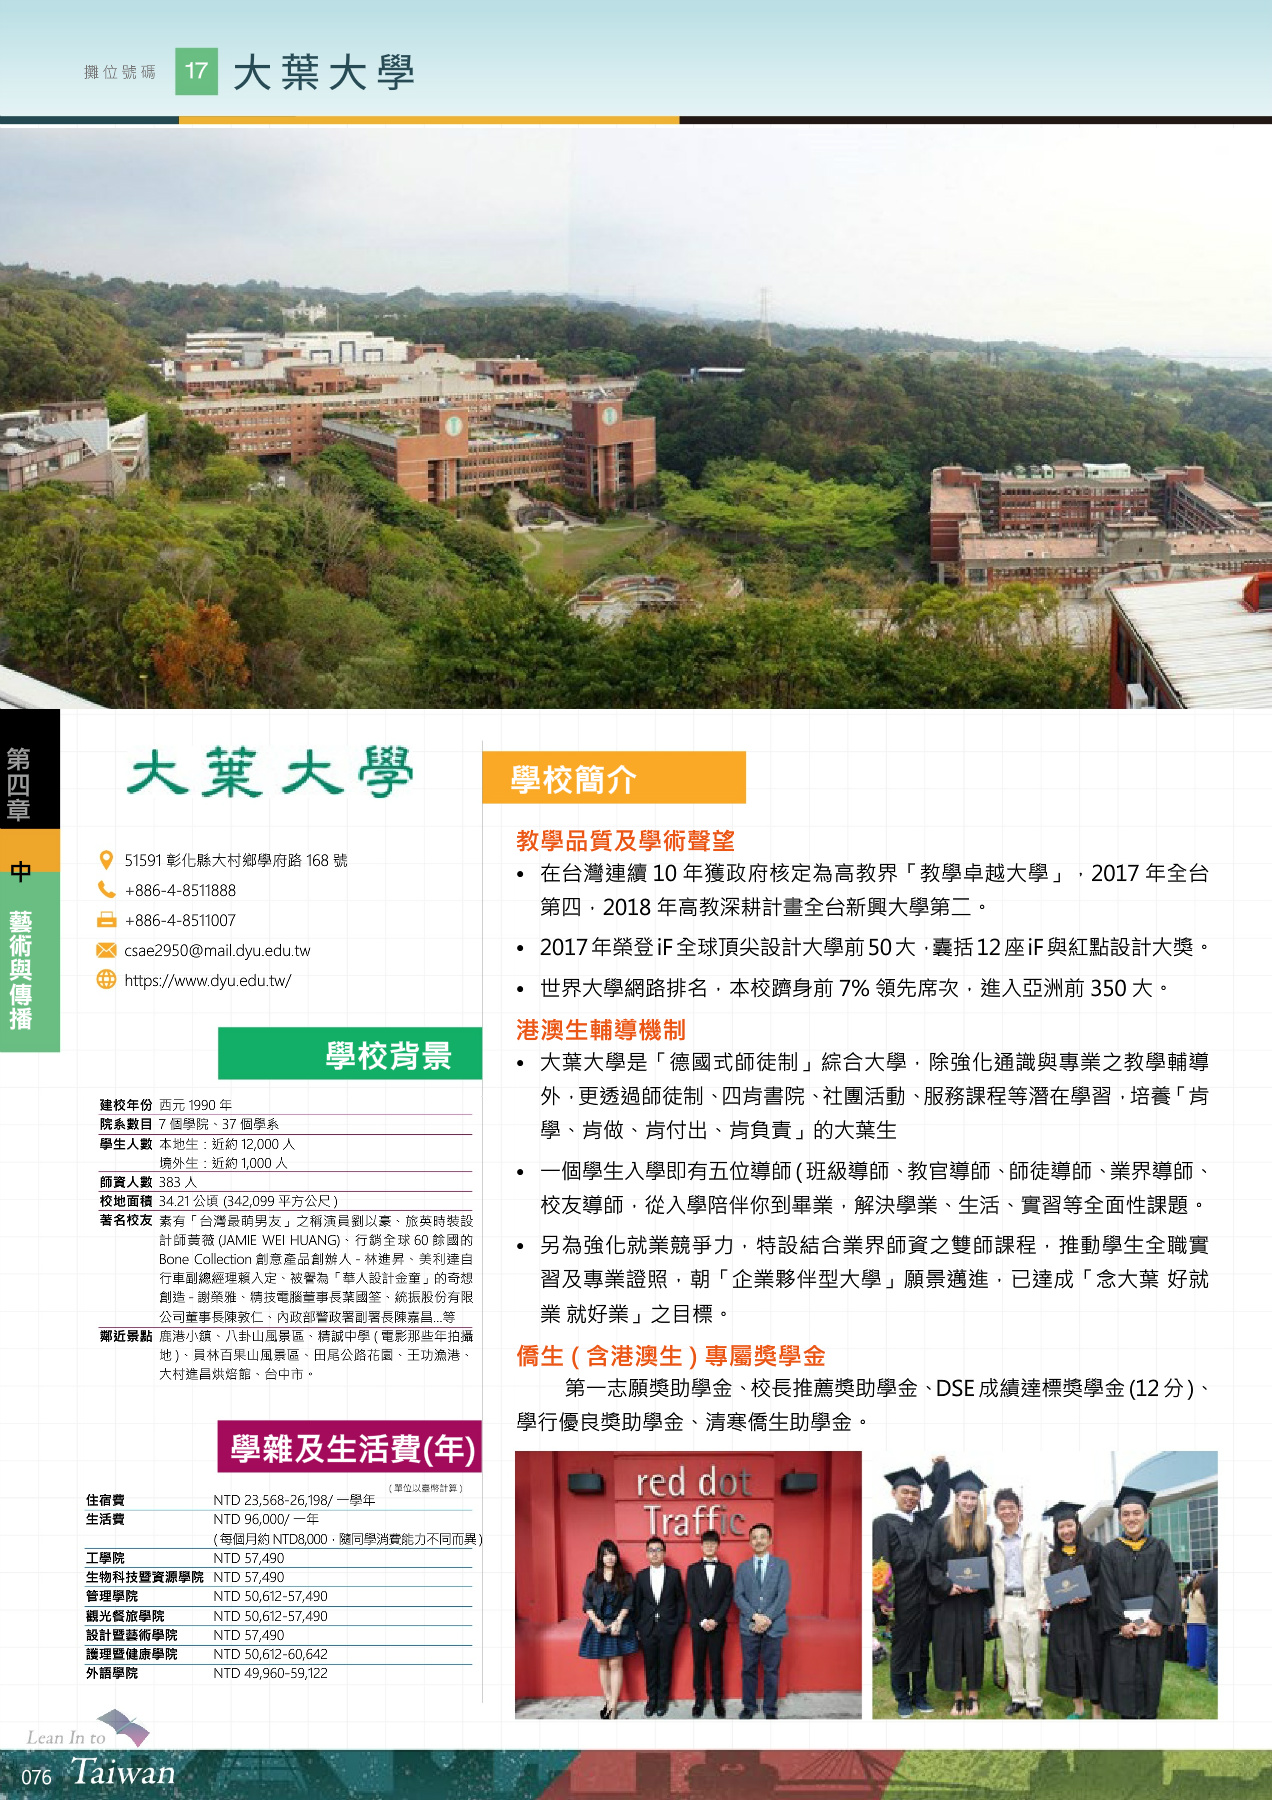 攤位號碼 17 大葉大學
第四章
中
藝術與傳播
大葉大學
51591 彰化縣大村鄉學府路 168 號
+886-4-8511888
+886-4-8511007
csae2950@mail.dyu.edu.tw
https://www.dyu.edu.tw/
學校背景
建校年份 西元 1990 年
院系數目 7 個學院、37 個學系
學生人數 本地生：近約 12,000 人
境外生：近約 1,000 人
師資人數 383 人
校地面積 34.21 公頃 (342,099 平方公尺 )
著名校友 素有「台灣最萌男友」之稱演員劉以豪、旅英時裝設
計師黃薇 (JAMIE WEI HUANG)、行銷全球 60 餘國的
Bone Collection 創意產品創辦人 - 林進昇、美利達自
行車副總經理賴入定、被譽為「華人設計金童」的奇想
創造 - 謝榮雅、精技電腦董事長葉國筌、統振股份有限
公司董事長陳敦仁、內政部警政署副署長陳嘉昌...等
鄰近景點 鹿港小鎮、八卦山風景區、精誠中學 ( 電影那些年拍攝
地 )、員林百果山風景區、田尾公路花園、王功漁港、
大村進昌烘焙館、台中市。
學雜及生活費(年)
( 單位以臺幣計算 )
住宿費 NTD 23,568-26,198/ 一學年
生活費 NTD 96,000/ 一年
( 每個月約 NTD8,000，隨同學消費能力不同而異 )
工學院 NTD 57,490
生物科技暨資源學院 NTD 57,490
管理學院 NTD 50,612-57,490
觀光餐旅學院 NTD 50,612-57,490
設計暨藝術學院 NTD 57,490
護理暨健康學院 NTD 50,612-60,642
外語學院 NTD 49,960-59,122
學校簡介
教學品質及學術聲望
• 在台灣連續 10 年獲政府核定為高教界「教學卓越大學」，2017 年全台
第四，2018 年高教深耕計畫全台新興大學第二。
• 2017 年榮登 iF 全球頂尖設計大學前 50 大，囊括 12 座 iF 與紅點設計大獎。
• 世界大學網路排名，本校躋身前 7% 領先席次，進入亞洲前 350 大。
港澳生輔導機制
• 大葉大學是「德國式師徒制」綜合大學，除強化通識與專業之教學輔導
外，更透過師徒制、四肯書院、社團活動、服務課程等潛在學習，培養「肯
學、肯做、肯付出、肯負責」的大葉生
• 一個學生入學即有五位導師 ( 班級導師、教官導師、師徒導師、業界導師、
校友導師，從入學陪伴你到畢業，解決學業、生活、實習等全面性課題。
• 另為強化就業競爭力，特設結合業界師資之雙師課程，推動學生全職實
習及專業證照，朝「企業夥伴型大學」願景邁進，已達成「念大葉 好就
業 就好業」之目標。
僑生 ( 含港澳生 ) 專屬獎學金
第一志願獎助學金、校長推薦獎助學金、DSE 成績達標獎學金 (12 分 )、
學行優良獎助學金、清寒僑生助學金。
red dot
Traffic
Lean In to
Taiwan
076